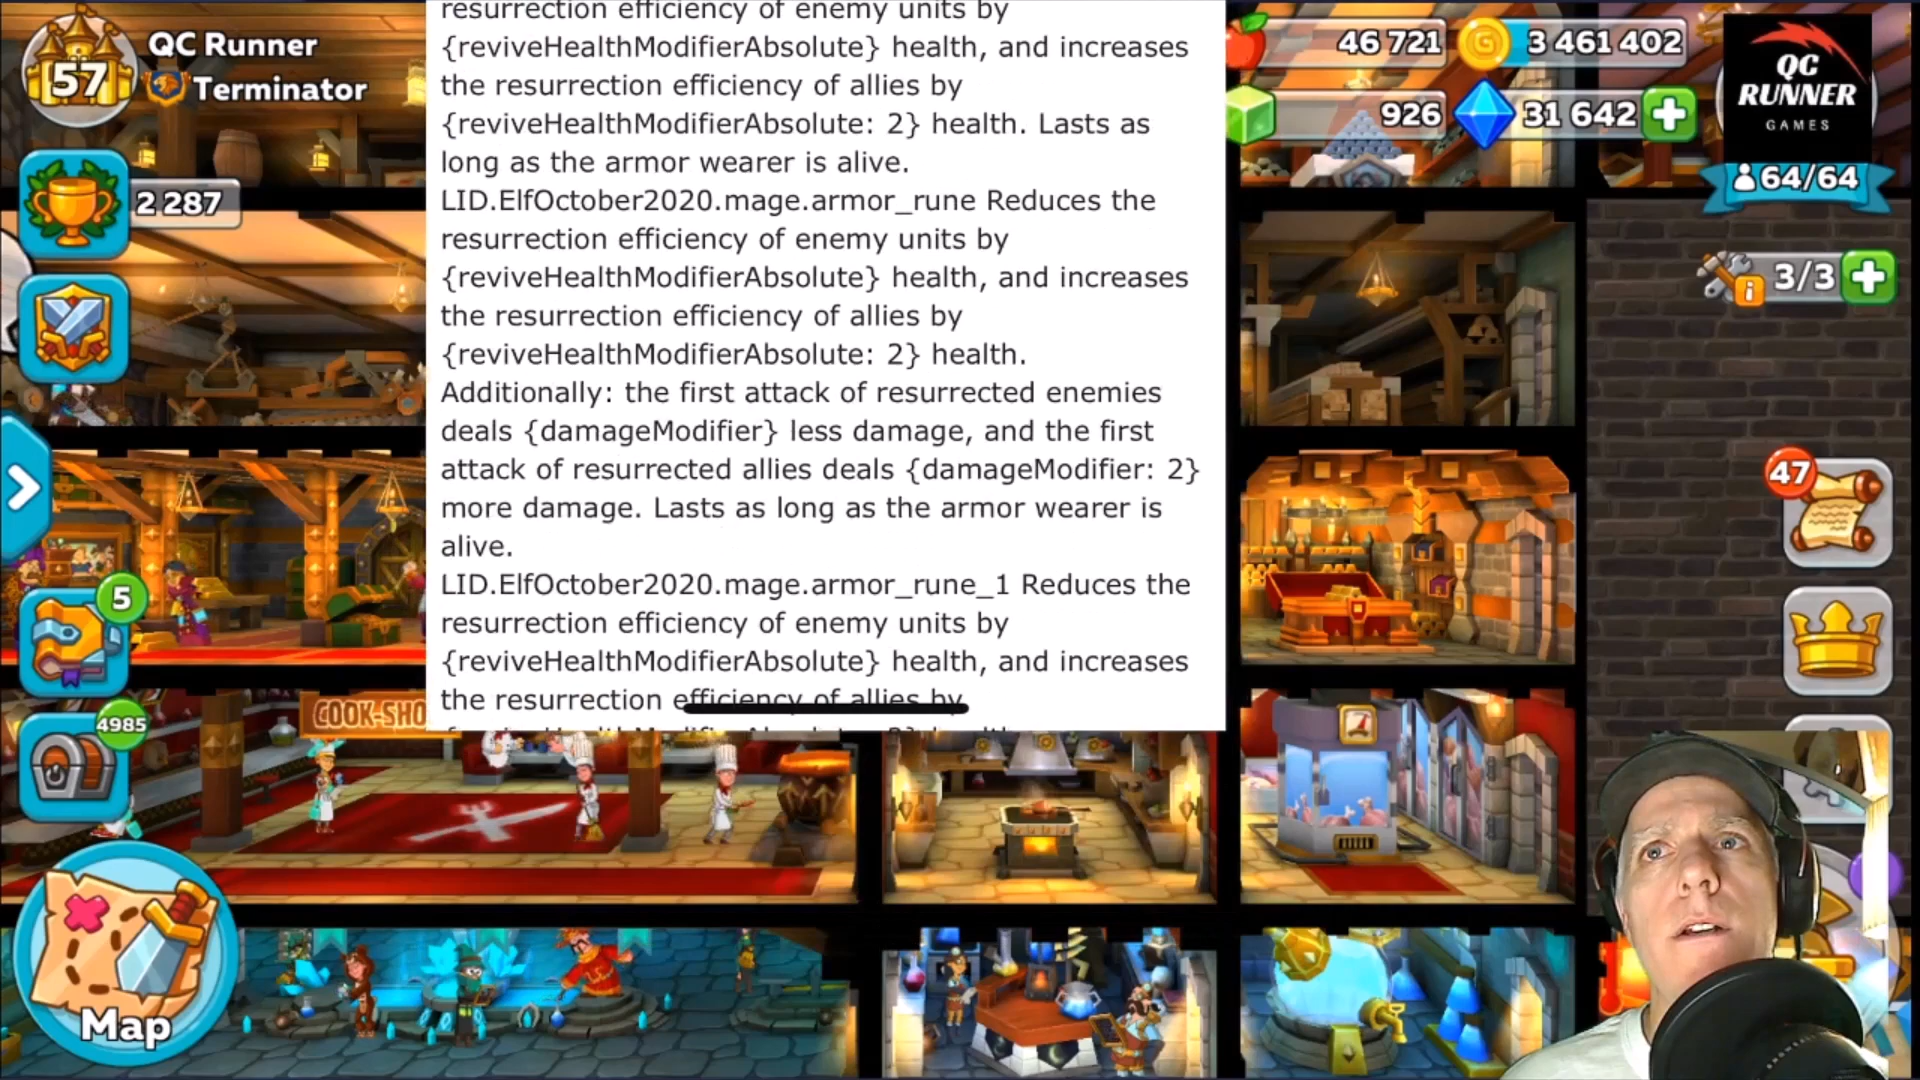 resurrection efficiency of enemy units by
{reviveHealthModifierAbsolute} health, and increases
the resurrection efficiency of allies by
{reviveHealthModifierAbsolute: 2} health. Lasts as
long as the armor wearer is alive.
LID.ElfOctober2020.mage.armor_rune Reduces the
resurrection efficiency of enemy units by
{reviveHealthModifierAbsolute} health, and increases
the resurrection efficiency of allies by
{reviveHealthModifierAbsolute: 2} health.
Additionally: the first attack of resurrected enemies
deals {damageModifier} less damage, and the first
attack of resurrected allies deals {damageModifier: 2}
more damage. Lasts as long as the armor wearer is
alive.
LID.ElfOctober2020.mage.armor_rune_1 Reduces the
resurrection efficiency of enemy units by
{reviveHealthModifierAbsolute} health, and increases
the resurrection efficiency of allies by
57
QC Runner
Terminator
2 287
5
4985
Map
COOK-SHO
46 721
3 461 402
926
31 642
QC
RUNNER
GAMES
64/64
3/3
47